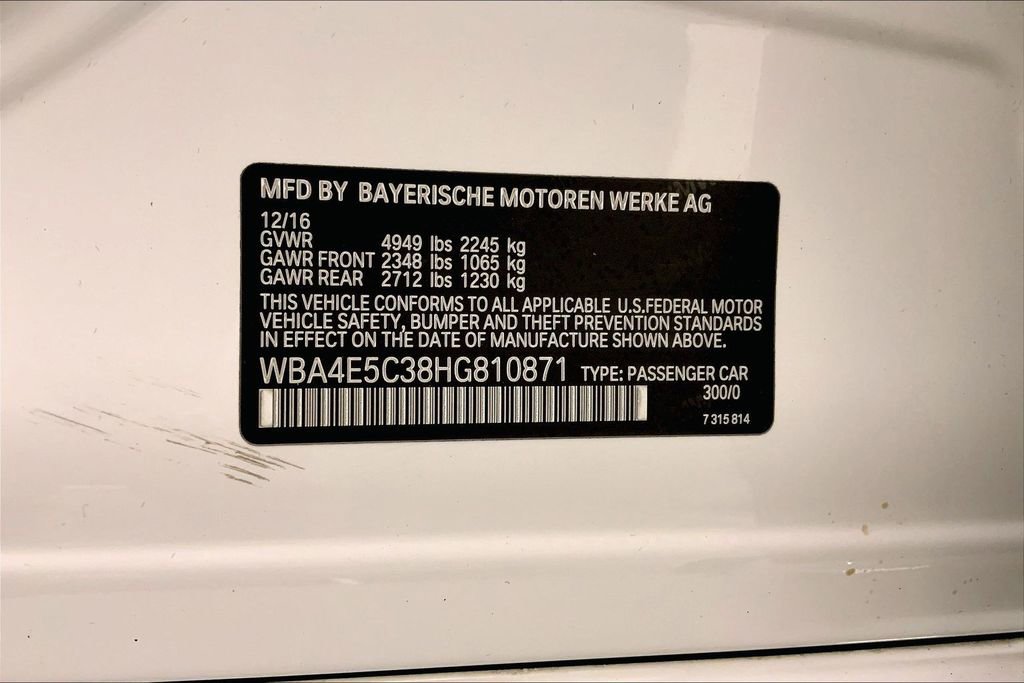 MFD BY BAYERISCHE MOTOREN WERKE AG
12/16
GVWR 4949 lbs 2245 kg
GAWR FRONT 2348 lbs 1065 kg
GAWR REAR 2712 lbs 1230 kg
THIS VEHICLE CONFORMS TO ALL APPLICABLE U.S.FEDERAL MOTOR
VEHICLE SAFETY, BUMPER AND THEFT PREVENTION STANDARDS
IN EFFECT ON THE DATE OF MANUFACTURE SHOWN ABOVE.
WBA4E5C38HG810871 TYPE: PASSENGER CAR
300/0
7 315 814